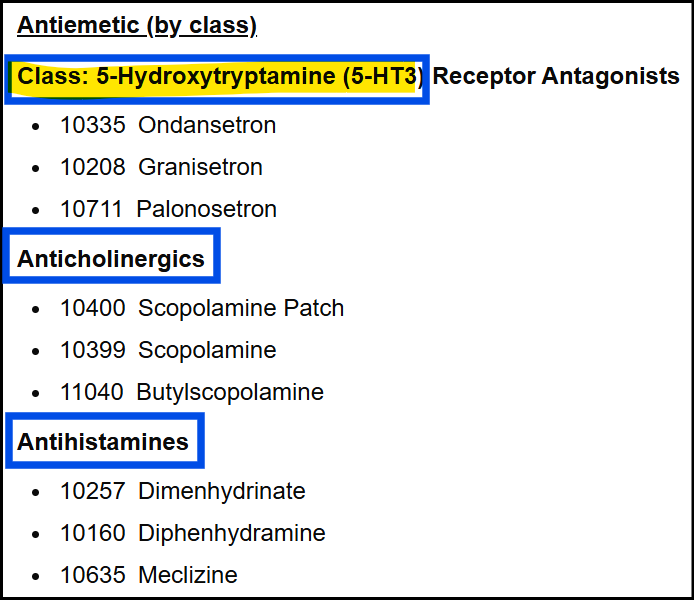 Antiemetic (by class)
Class: 5-Hydroxytryptamine (5-HT3) Receptor Antagonists
• 10335 Ondansetron
• 10208 Granisetron
• 10711 Palonosetron
Anticholinergics
• 10400 Scopolamine Patch
• 10399 Scopolamine
• 11040 Butylscopolamine
Antihistamines
• 10257 Dimenhydrinate
• 10160 Diphenhydramine
• 10635 Meclizine